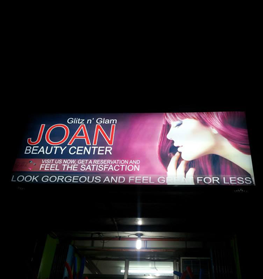 Glitz n' Glam
JOAN
BEAUTY CENTER
VISIT US NOW, GET A RESERVATION AND
FEEL THE SATISFACTION
LOOK GORGEOUS AND FEEL FOR LESS